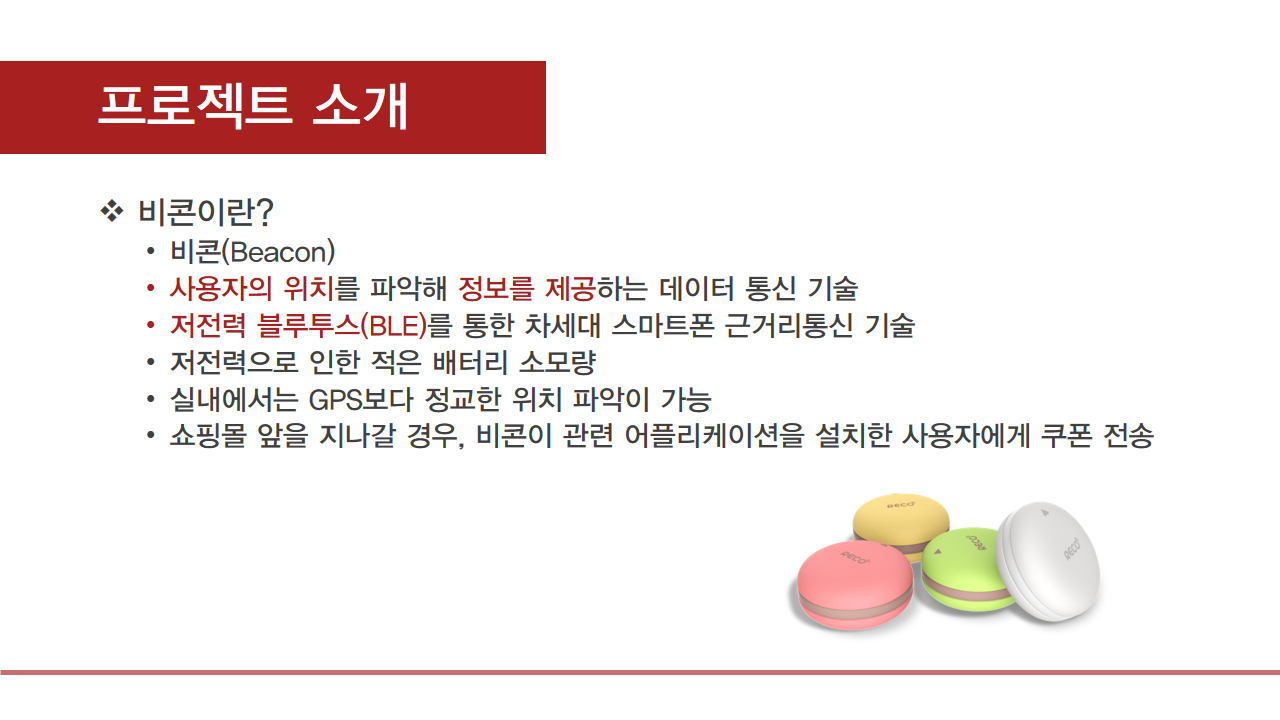 프로젝트 소개
❖ 비콘이란?
• 비콘(Beacon)
• 사용자의 위치를 파악해 정보를 제공하는 데이터 통신 기술
• 저전력 블루투스(BLE)를 통한 차세대 스마트폰 근거리통신 기술
• 저전력으로 인한 적은 배터리 소모량
• 실내에서는 GPS보다 정교한 위치 파악이 가능
• 쇼핑몰 앞을 지나갈 경우, 비콘이 관련 어플리케이션을 설치한 사용자에게 쿠폰 전송
RECO
RECO
RECO
RECO